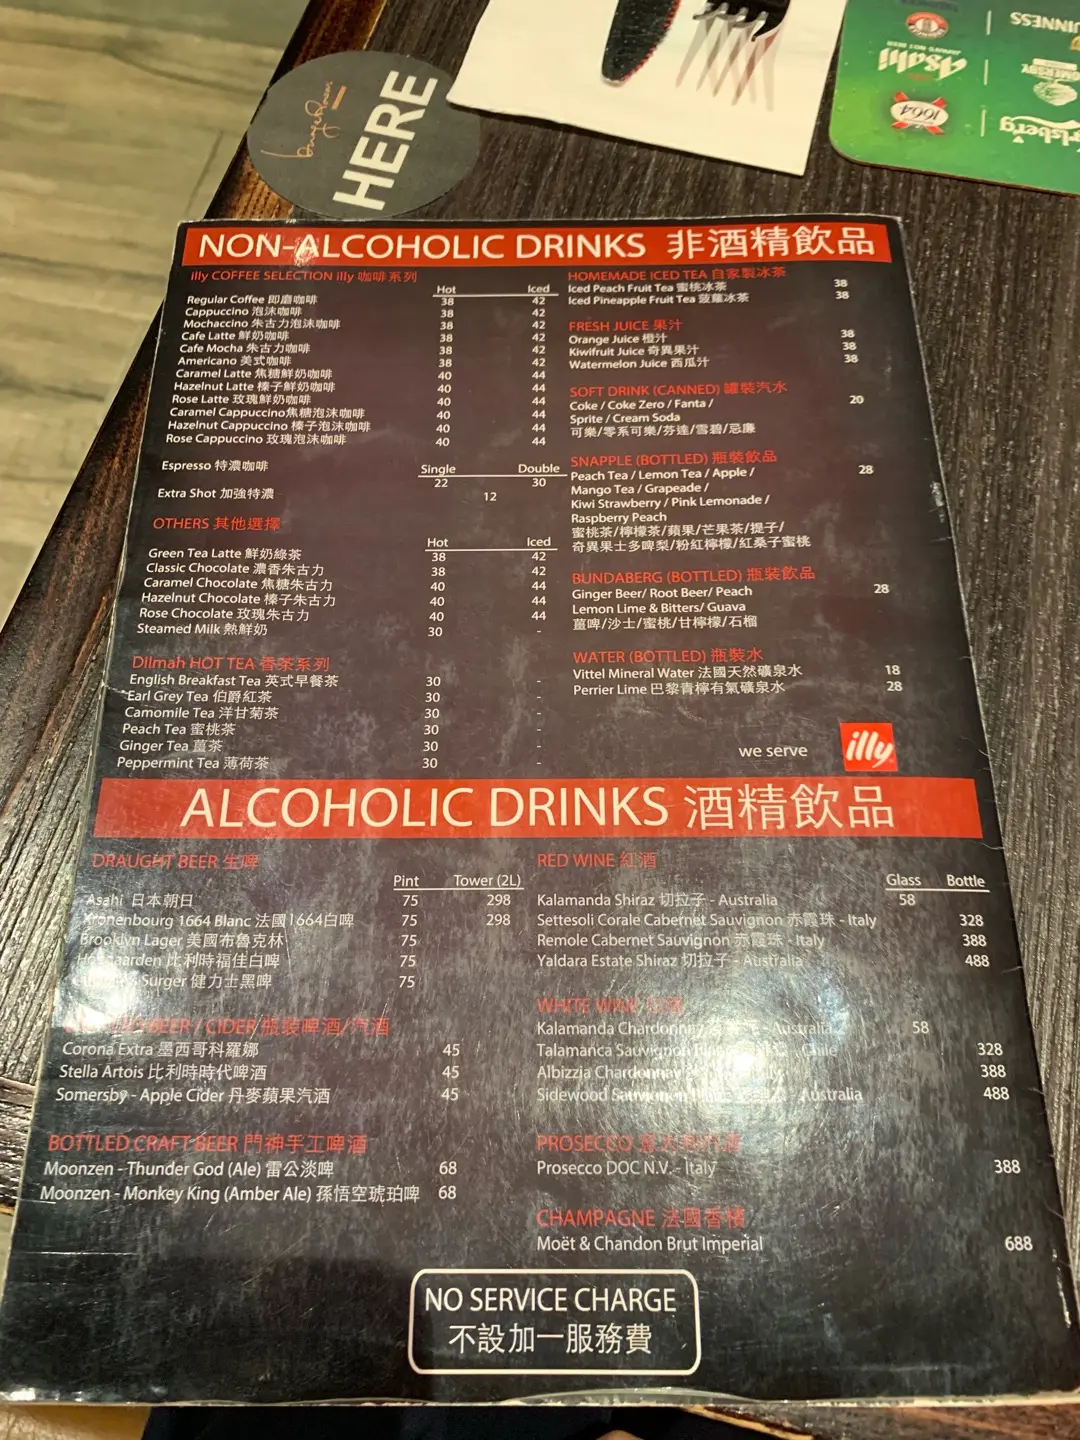 HERE
GUINNESS
Asahi
SOMERSBY
1664
NON-ALCOHOLIC DRINKS 非酒精飲品
illy COFFEE SELECTION illy 咖啡系列
Hot Iced
Regular Coffee 即磨咖啡 38 42
Cappuccino 泡沫咖啡 38 42
Mochaccino 朱古力泡沫咖啡 38 42
Cafe Latte 鮮奶咖啡 38 42
Cafe Mocha 朱古力咖啡 38 42
Americano 美式咖啡 38 42
Caramel Latte 焦糖鮮奶咖啡 40 44
Hazelnut Latte 榛子鮮奶咖啡 40 44
Rose Latte 玫瑰鮮奶咖啡 40 44
Caramel Cappuccino焦糖泡沫咖啡 40 44
Hazelnut Cappuccino 榛子泡沫咖啡 40 44
Rose Cappuccino 玫瑰泡沫咖啡 40 44
Single Double
Espresso 特濃咖啡 22 30
Extra Shot 加強特濃 12
OTHERS 其他選擇
Hot Iced
Green Tea Latte 鮮奶綠茶 38 42
Classic Chocolate 濃香朱古力 38 42
Caramel Chocolate 焦糖朱古力 40 44
Hazelnut Chocolate 榛子朱古力 40 44
Rose Chocolate 玫瑰朱古力 40 44
Steamed Milk 熱鮮奶 30 -
Dilmah HOT TEA 香茶系列
English Breakfast Tea 英式早餐茶 30 -
Earl Grey Tea 伯爵紅茶 30 -
Camomile Tea 洋甘菊茶 30 -
Peach Tea 蜜桃茶 30 -
Ginger Tea 薑茶 30 -
Peppermint Tea 薄荷茶 30 -
HOMEMADE ICED TEA 自家製冰茶
Iced Peach Fruit Tea 蜜桃冰茶 38
Iced Pineapple Fruit Tea 菠蘿冰茶 38
FRESH JUICE 果汁
Orange Juice 橙汁 38
Kiwifruit Juice 奇異果汁 38
Watermelon Juice 西瓜汁 38
SOFT DRINK (CANNED) 罐裝汽水
Coke / Coke Zero / Fanta / 20
Sprite / Cream Soda
可樂/零系可樂/芬達/雪碧/忌廉
SNAPPLE (BOTTLED) 瓶裝飲品
Peach Tea / Lemon Tea / Apple / 28
Mango Tea / Grapeade /
Kiwi Strawberry / Pink Lemonade /
Raspberry Peach
蜜桃茶/檸檬茶/蘋果/芒果茶/提子/
奇異果士多啤梨/粉紅檸檬/紅桑子蜜桃
BUNDABERG (BOTTLED) 瓶裝飲品
Ginger Beer/ Root Beer/ Peach 28
Lemon Lime & Bitters/ Guava
薑啤/沙士/蜜桃/甘檸檬/石榴
WATER (BOTTLED) 瓶裝水
Vittel Mineral Water 法國天然礦泉水 18
Perrier Lime 巴黎青檸有氣礦泉水 28
we serve illy
ALCOHOLIC DRINKS 酒精飲品
DRAUGHT BEER 生啤
Pint Tower (2L)
Asahi 日本朝日 75 298
Kronenbourg 1664 Blanc 法國1664白啤 75 298
Brooklyn Lager 美國布魯克林 75
Hoegaarden 比利時福佳白啤 75
Surger 健力士黑啤 75
BEER / CIDER 瓶裝啤酒/汽酒
Corona Extra 墨西哥科羅娜 45
Stella Artois 比利時時代啤酒 45
Somersby - Apple Cider 丹麥蘋果汽酒 45
BOTTLED CRAFT BEER 門神手工啤酒
Moonzen - Thunder God (Ale) 雷公淡啤 68
Moonzen - Monkey King (Amber Ale) 孫悟空琥珀啤 68
RED WINE 紅酒
Glass Bottle
Kalamanda Shiraz 切拉子 - Australia 58
Settesoli Corale Cabernet Sauvignon 赤霞珠 - Italy 328
Remole Cabernet Sauvignon 赤霞珠 - Italy 388
Yaldara Estate Shiraz 切拉子 - Australia 488
WHITE WINE
Kalamanda Chardonnay - Australia 58
Talamanca Sauvignon Chile 328
Albizzia Chardonnay 388
Sidewood Sauvignon Australia 488
PROSECCO
Prosecco DOC N.V. - Italy 388
CHAMPAGNE 法國香檳
Moët & Chandon Brut Imperial 688
NO SERVICE CHARGE
不設加一服務費